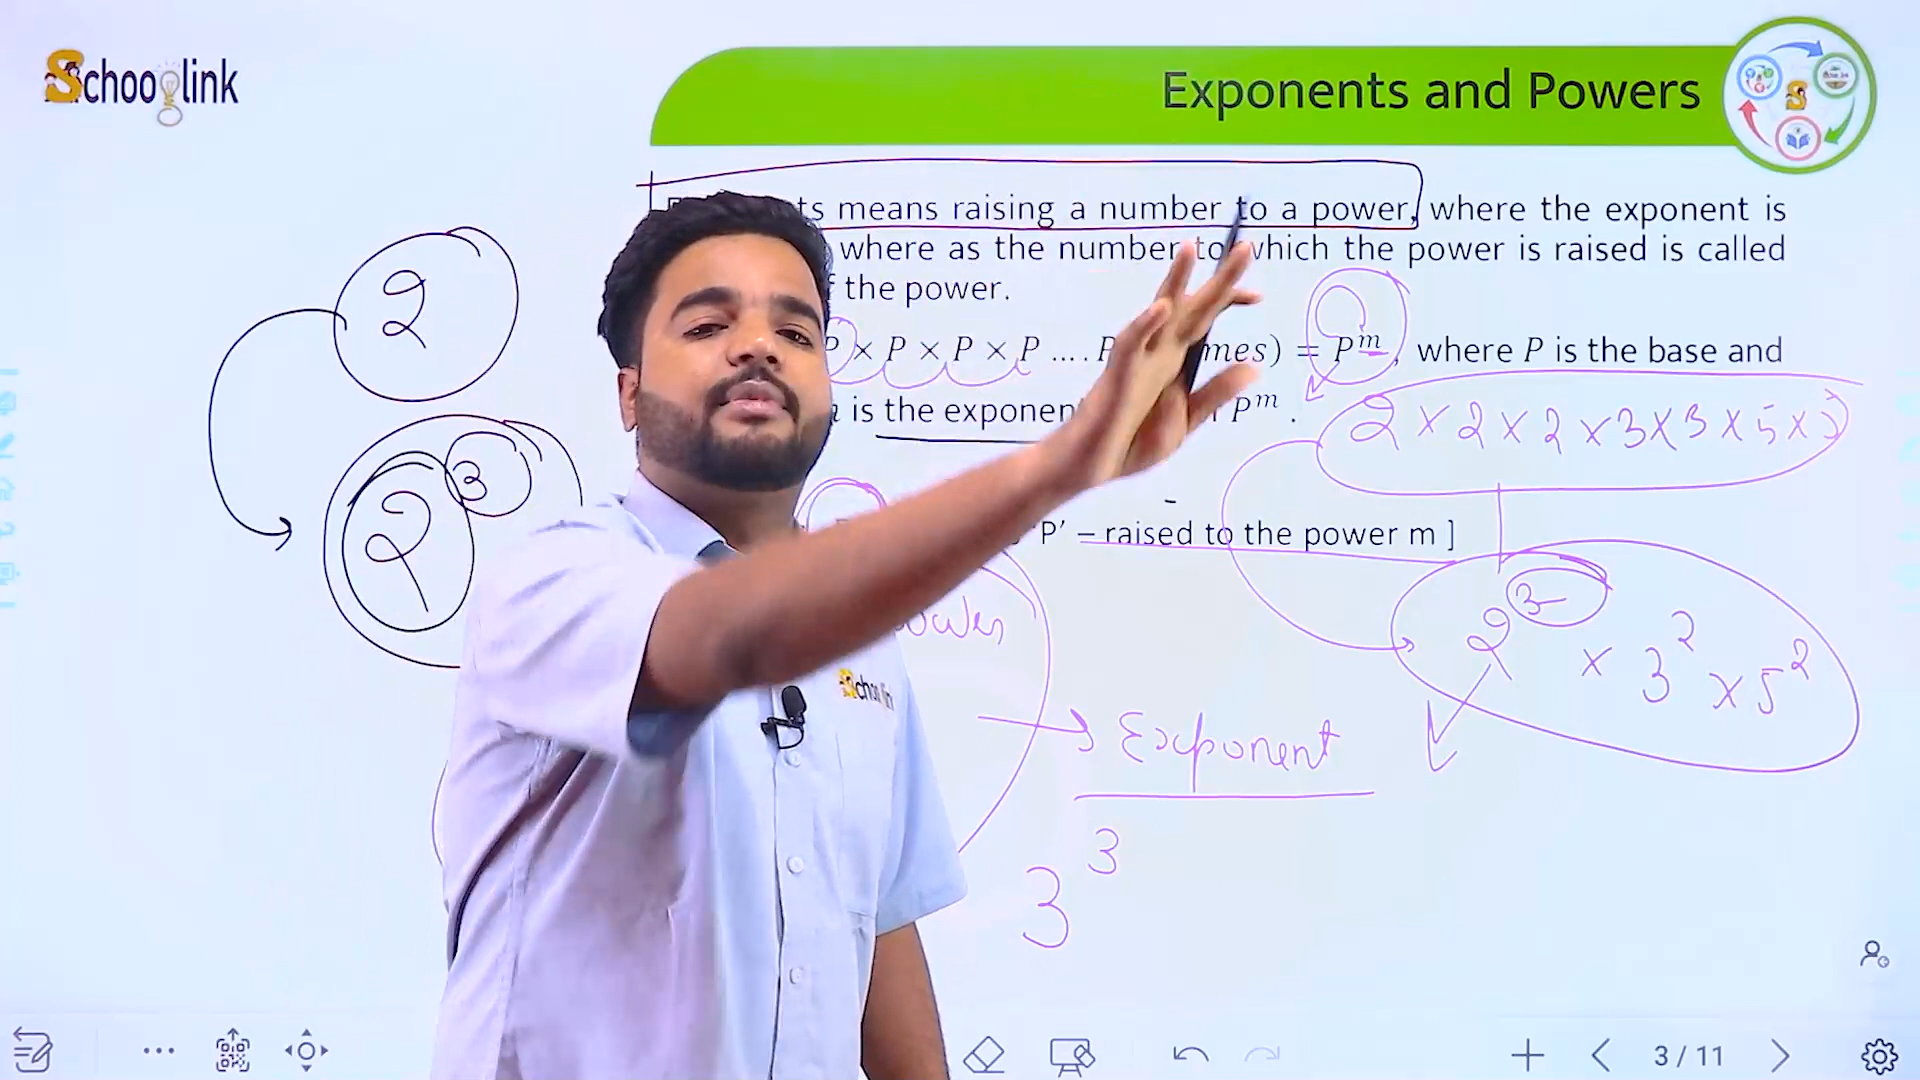 Schoolink
Exponents and Powers
ts means raising a number to a power, where the exponent is
where as the number to which the power is raised is called
the power.
P × P × P × P .... P mes) = P^m, where P is the base and
is the exponent P^m .
2 × 2 × 2 × 3 × 3 × 5 × 5
2
2^3
'P' – raised to the power m ]
2^3 × 3^2 × 5^2
Exponent
3^3
3 / 11